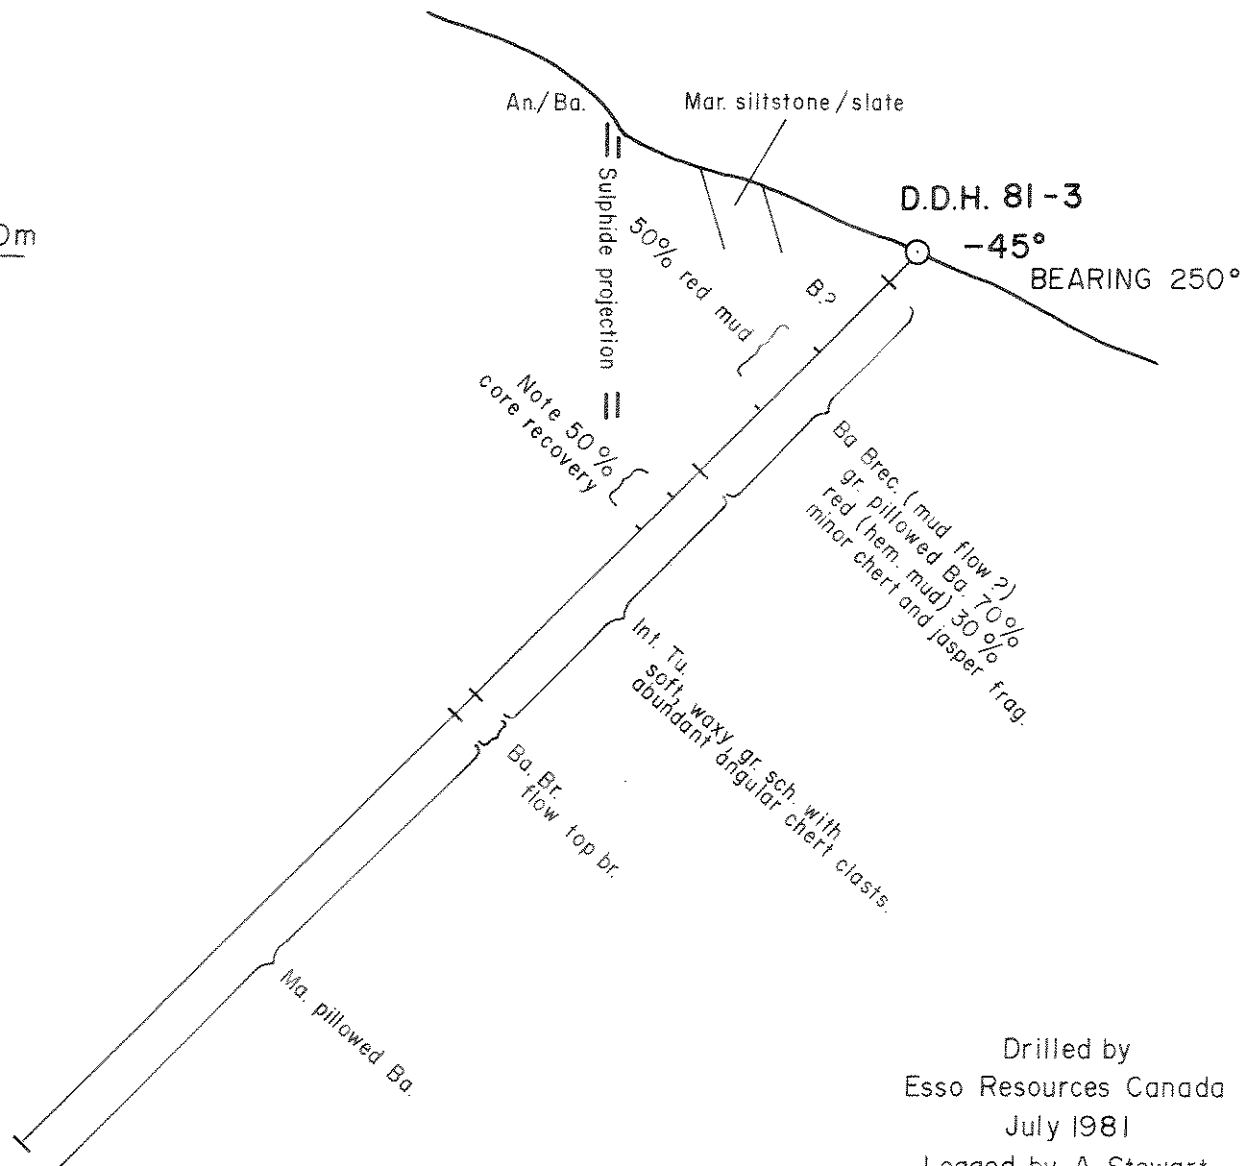 An./Ba.
Mar. siltstone/slate
D.D.H. 81-3
-45°
BEARING 250°
Sulphide projection
50% red mud
B.?
Note 50%
core recovery
Ba Brec. (mud flow?)
gr. pillowed Ba. 70%
red (hem. mud) 30%
minor chert and jasper frag.
Int. Tu.
soft, waxy, gr. sch. with
abundant angular chert clasts.
Ba. Br.
flow top br.
Ma. pillowed Ba.
Drilled by
Esso Resources Canada
July 1981
Logged by A. Stewart